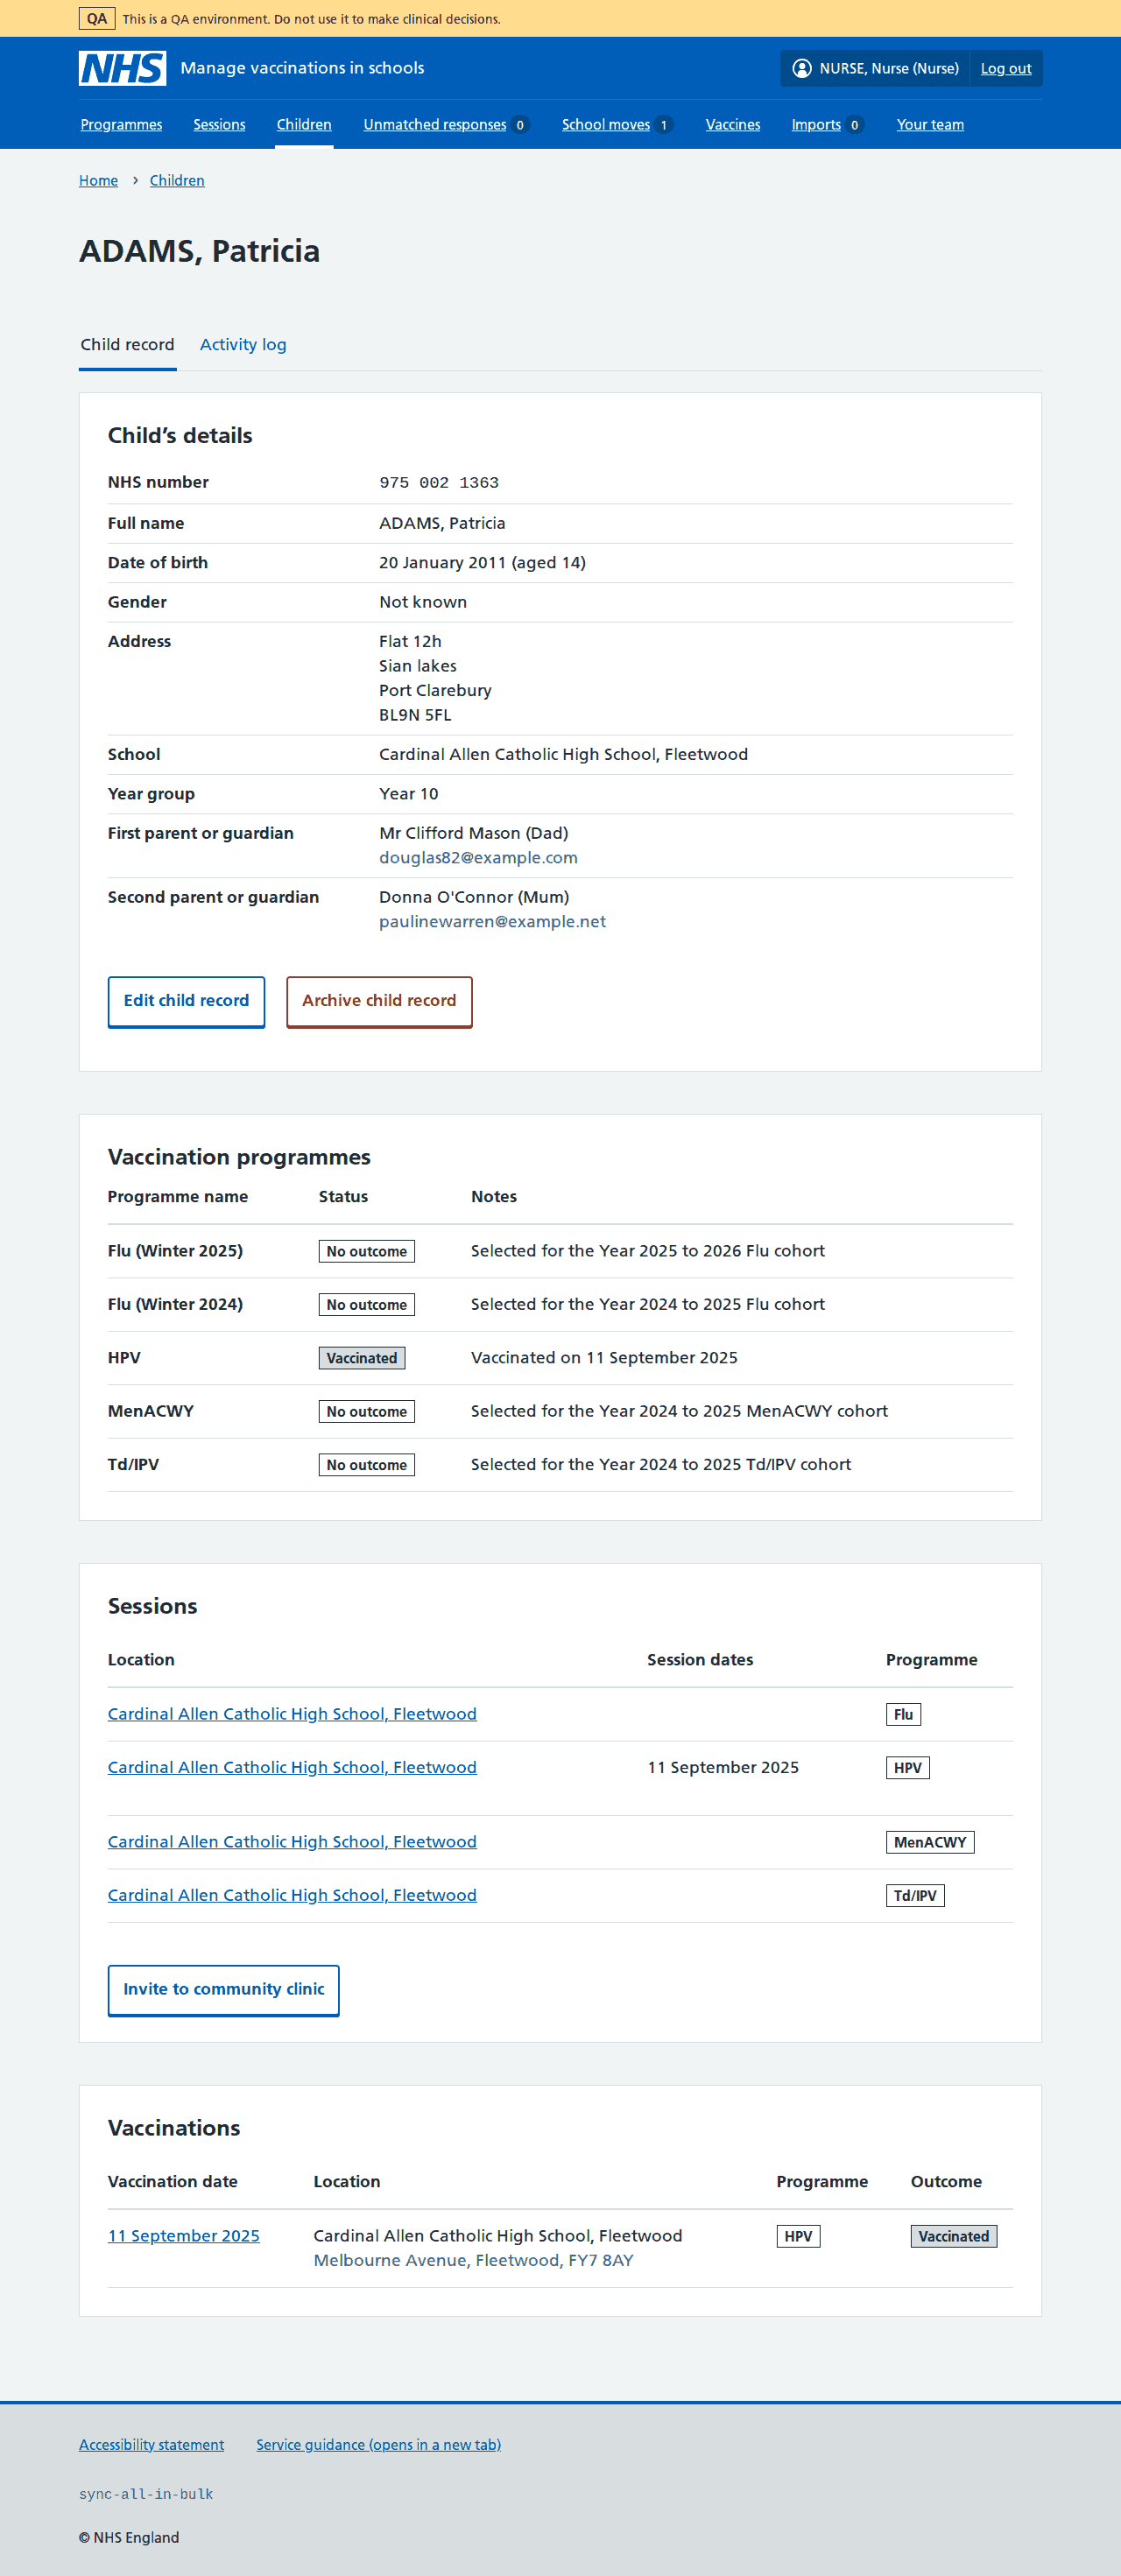 QA This is a QA environment. Do not use it to make clinical decisions.
NHS Manage vaccinations in schools NURSE, Nurse (Nurse) Log out
Programmes Sessions Children Unmatched responses 0 School moves 1 Vaccines Imports 0 Your team
Home › Children
ADAMS, Patricia
Child record Activity log
Child’s details
NHS number 975 002 1363
Full name ADAMS, Patricia
Date of birth 20 January 2011 (aged 14)
Gender Not known
Address Flat 12h
Sian lakes
Port Clarebury
BL9N 5FL
School Cardinal Allen Catholic High School, Fleetwood
Year group Year 10
First parent or guardian Mr Clifford Mason (Dad)
douglas82@example.com
Second parent or guardian Donna O'Connor (Mum)
paulinewarren@example.net
Edit child record Archive child record
Vaccination programmes
Programme name Status Notes
Flu (Winter 2025) No outcome Selected for the Year 2025 to 2026 Flu cohort
Flu (Winter 2024) No outcome Selected for the Year 2024 to 2025 Flu cohort
HPV Vaccinated Vaccinated on 11 September 2025
MenACWY No outcome Selected for the Year 2024 to 2025 MenACWY cohort
Td/IPV No outcome Selected for the Year 2024 to 2025 Td/IPV cohort
Sessions
Location Session dates Programme
Cardinal Allen Catholic High School, Fleetwood Flu
Cardinal Allen Catholic High School, Fleetwood 11 September 2025 HPV
Cardinal Allen Catholic High School, Fleetwood MenACWY
Cardinal Allen Catholic High School, Fleetwood Td/IPV
Invite to community clinic
Vaccinations
Vaccination date Location Programme Outcome
11 September 2025 Cardinal Allen Catholic High School, Fleetwood HPV Vaccinated
Melbourne Avenue, Fleetwood, FY7 8AY
Accessibility statement Service guidance (opens in a new tab)
sync-all-in-bulk
© NHS England